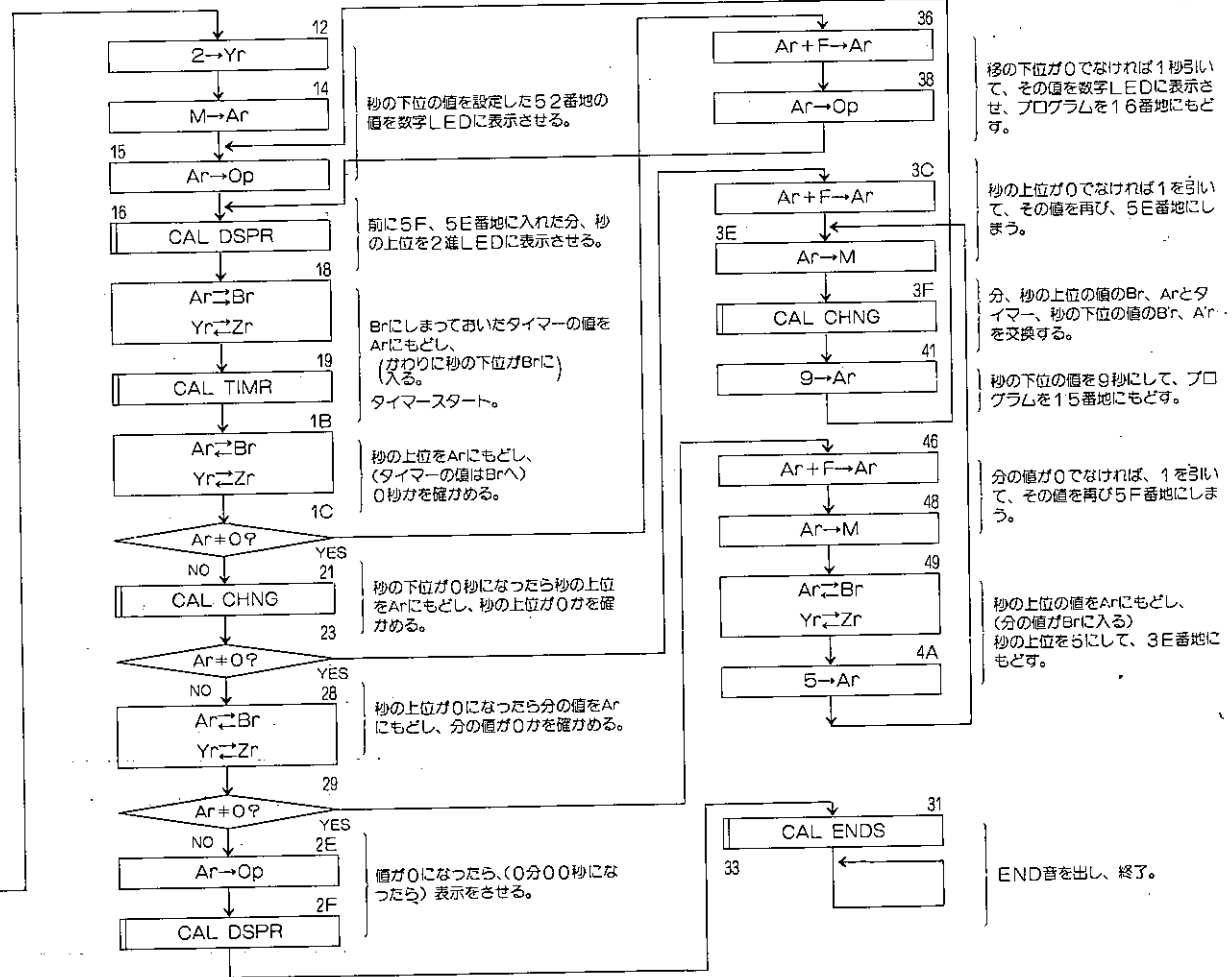 12
2→Yr
14
M→Ar
秒の下位の値を設定した52番地の
値を数字LEDに表示させる。
15
Ar→Op
16
CAL DSPR
前に5F、5E番地に入れた分、秒
の上位を2進LEDに表示させる。
18
Ar⇄Br
Yr⇄Zr
Brにしまっておいたタイマーの値を
Arにもどし、
(かわりに秒の下位がBrに
入る。)
タイマースタート。
19
CAL TIMR
1B
Ar⇄Br
Yr⇄Zr
秒の上位をArにもどし、
(タイマーの値はBrへ)
0秒かを確かめる。
1C
Ar≠0?
YES
NO
21
CAL CHNG
秒の下位が0秒になったら秒の上位
をArにもどし、秒の上位が0かを確
かめる。
23
Ar≠0?
YES
NO
28
Ar⇄Br
Yr⇄Zr
秒の上位が0になったら分の値をAr
にもどし、分の値が0かを確かめる。
29
Ar≠0?
YES
NO
2E
Ar→Op
値が0になったら、(0分00秒にな
ったら)表示をさせる。
2F
CAL DSPR
36
Ar+F→Ar
38
Ar→Op
移の下位が0でなければ1秒引い
て、その値を数字LEDに表示さ
せ、プログラムを16番地にもど
す。
3C
Ar+F→Ar
秒の上位が0でなければ1を引い
て、その値を再び、5E番地にし
まう。
3E
Ar→M
3F
CAL CHNG
分、秒の上位の値のBr、Arとタ
イマー、秒の下位の値のB'r、A'r
を交換する。
41
9→Ar
秒の下位の値を9秒にして、プロ
グラムを15番地にもどす。
46
Ar+F→Ar
48
Ar→M
分の値が0でなければ、1を引い
て、その値を再び5F番地にしま
う。
49
Ar⇄Br
Yr⇄Zr
秒の上位の値をArにもどし、
(分の値がBrに入る)
秒の上位を5にして、3E番地に
もどす。
4A
5→Ar
31
CAL ENDS
33
END音を出し、終了。